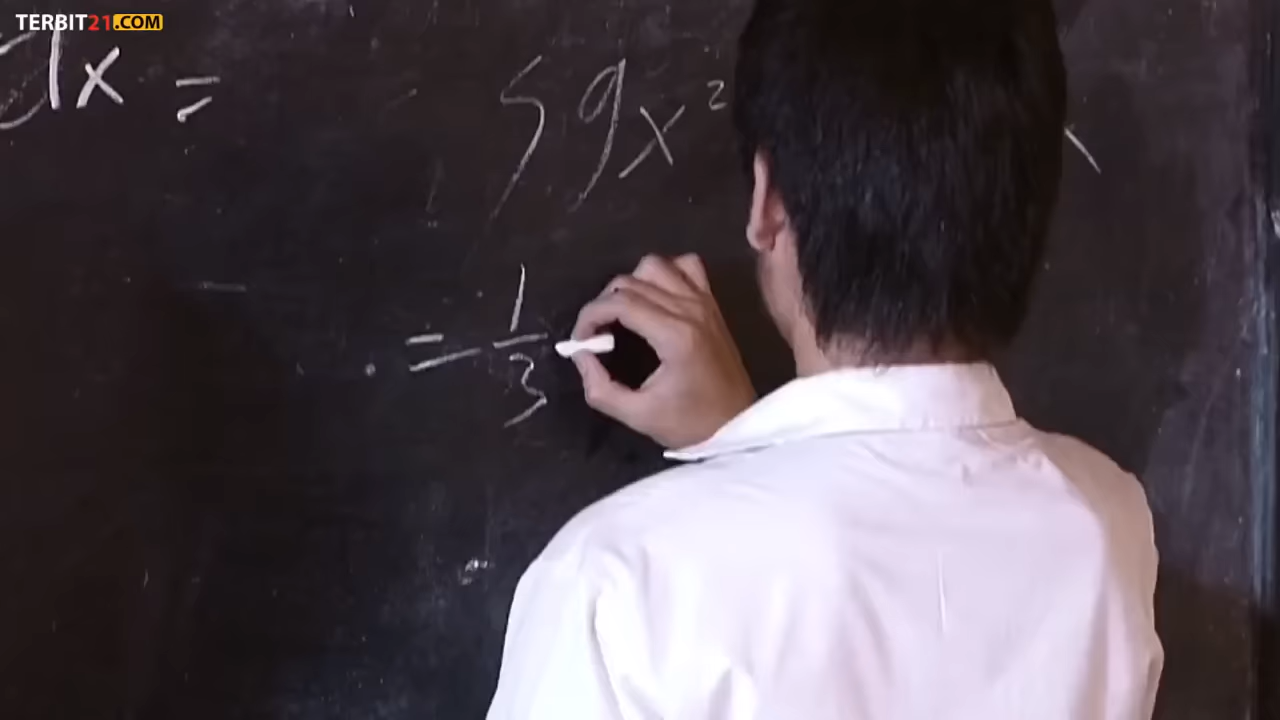 TERBIT21.COM
dx =
∫9x²
= 1/3